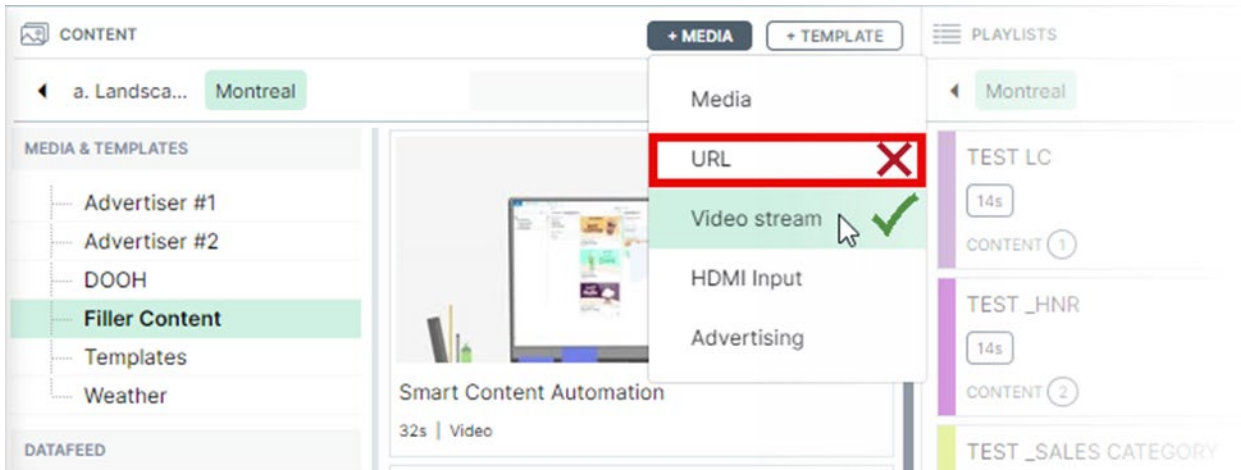 CONTENT
+ MEDIA
+ TEMPLATE
PLAYLISTS
a. Landsca...
Montreal
Montreal
MEDIA & TEMPLATES
Advertiser #1
Advertiser #2
DOOH
Filler Content
Templates
Weather
DATAFEED
Smart Content Automation
32s | Video
Media
URL
Video stream
HDMI Input
Advertising
TEST LC
14s
CONTENT 1
TEST _HNR
14s
CONTENT 2
TEST _SALES CATEGORY